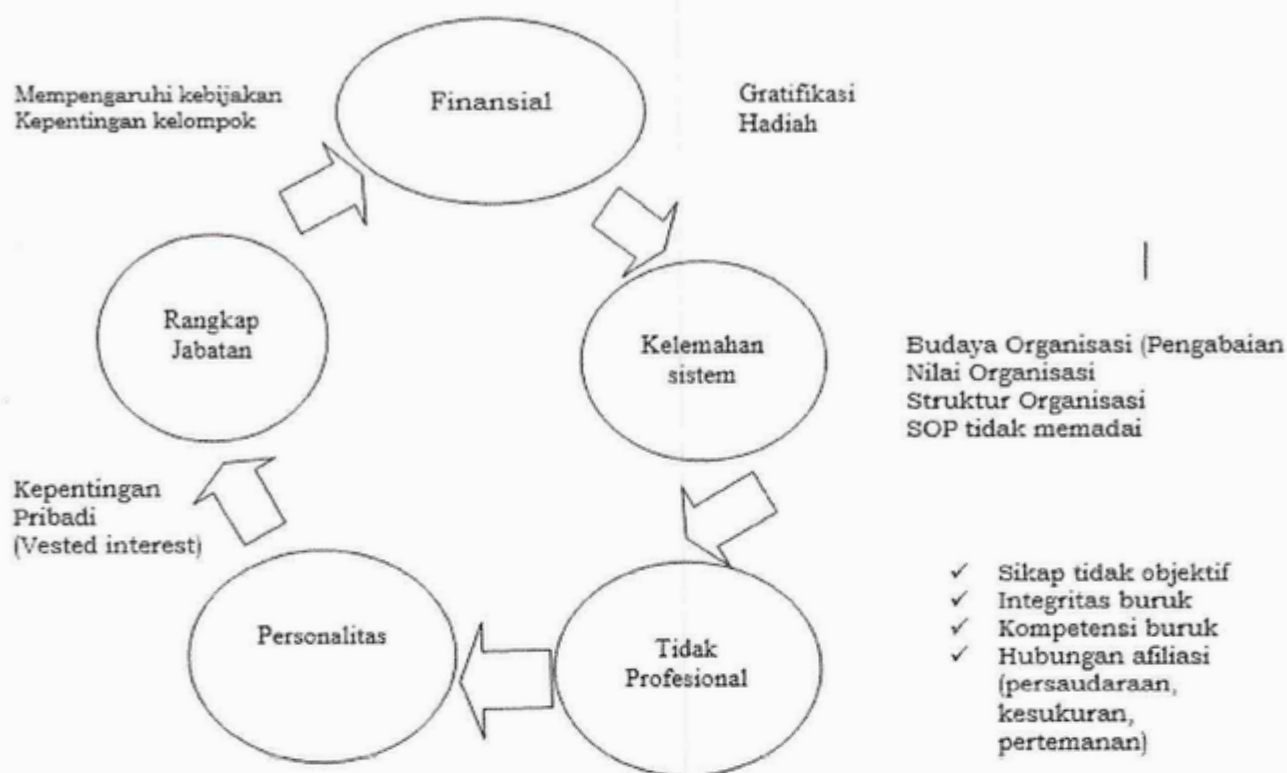 Finansial
Mempengaruhi kebijakan
Kepentingan kelompok
Gratifikasi
Hadiah
Rangkap
Jabatan
Kelemahan
sistem
Budaya Organisasi (Pengabaian
Nilai Organisasi
Struktur Organisasi
SOP tidak memadai
Kepentingan
Pribadi
(Vested interest)
Personalitas
Tidak
Profesional
✓ Sikap tidak objektif
✓ Integritas buruk
✓ Kompetensi buruk
✓ Hubungan afiliasi
(persaudaraan,
kesukuran,
pertemanan)